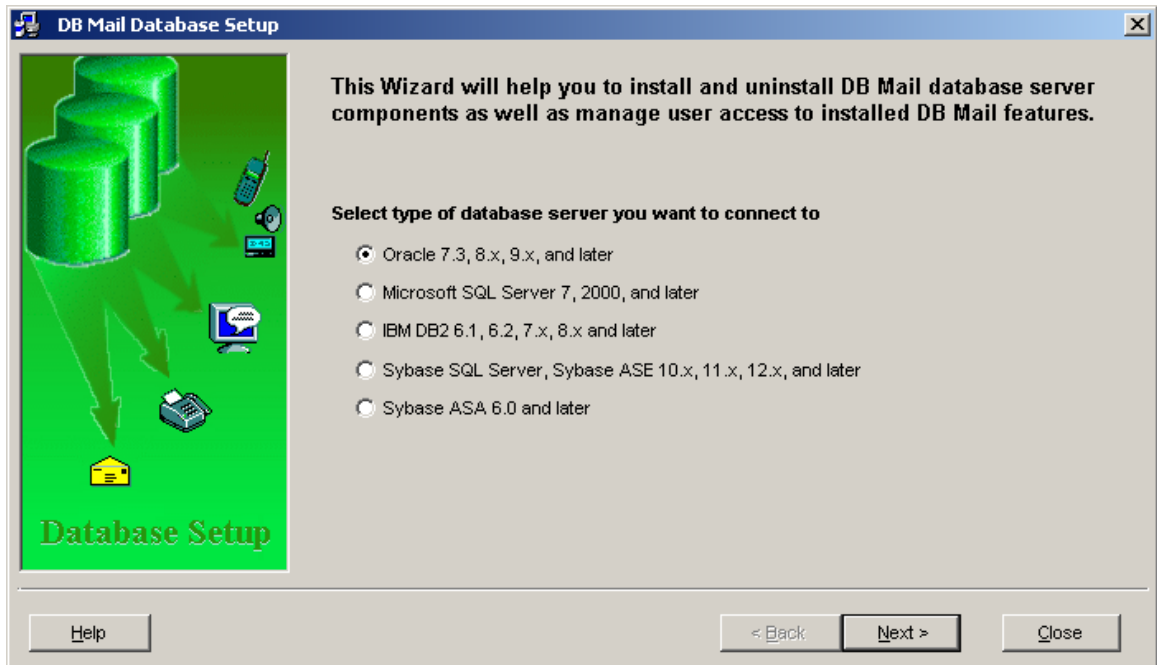 DB Mail Database Setup
This Wizard will help you to install and uninstall DB Mail database server
components as well as manage user access to installed DB Mail features.
Select type of database server you want to connect to
Oracle 7.3, 8.x, 9.x, and later
Microsoft SQL Server 7, 2000, and later
IBM DB2 6.1, 6.2, 7.x, 8.x and later
Sybase SQL Server, Sybase ASE 10.x, 11.x, 12.x, and later
Sybase ASA 6.0 and later
Database Setup
Help
< Back
Next >
Close